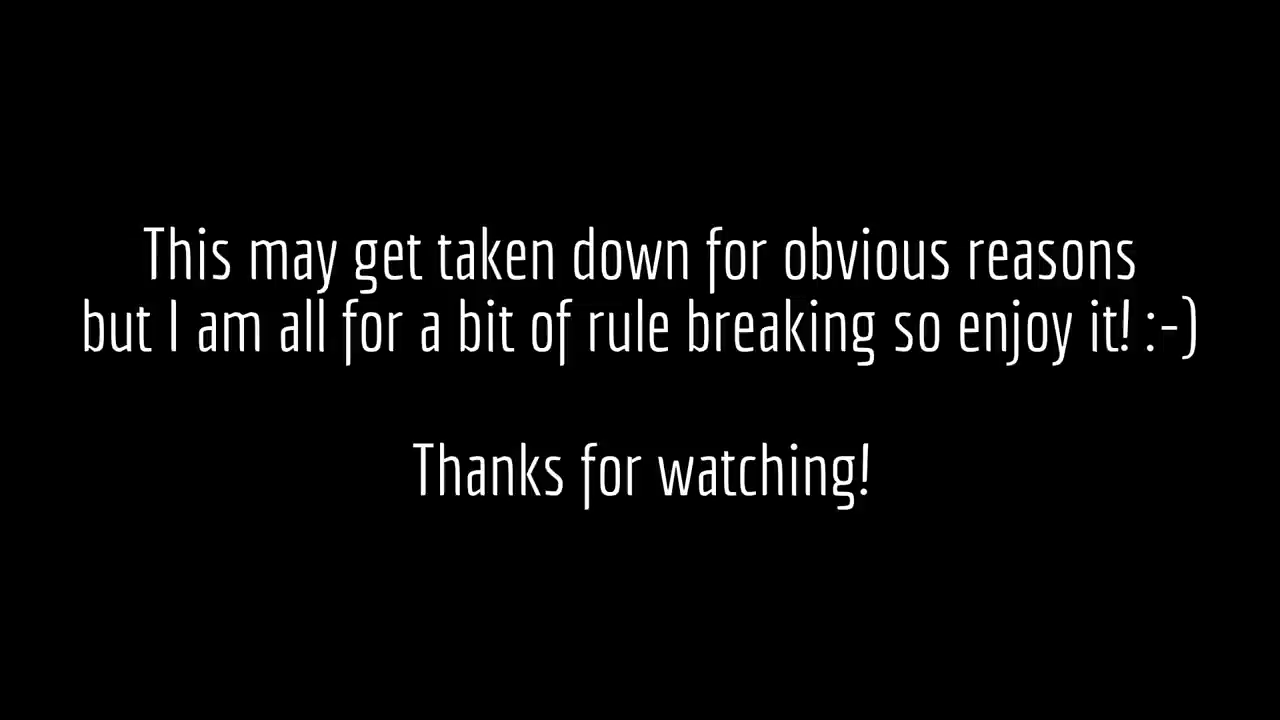 This may get taken down for obvious reasons
but I am all for a bit of rule breaking so enjoy it! :-)
Thanks for watching!